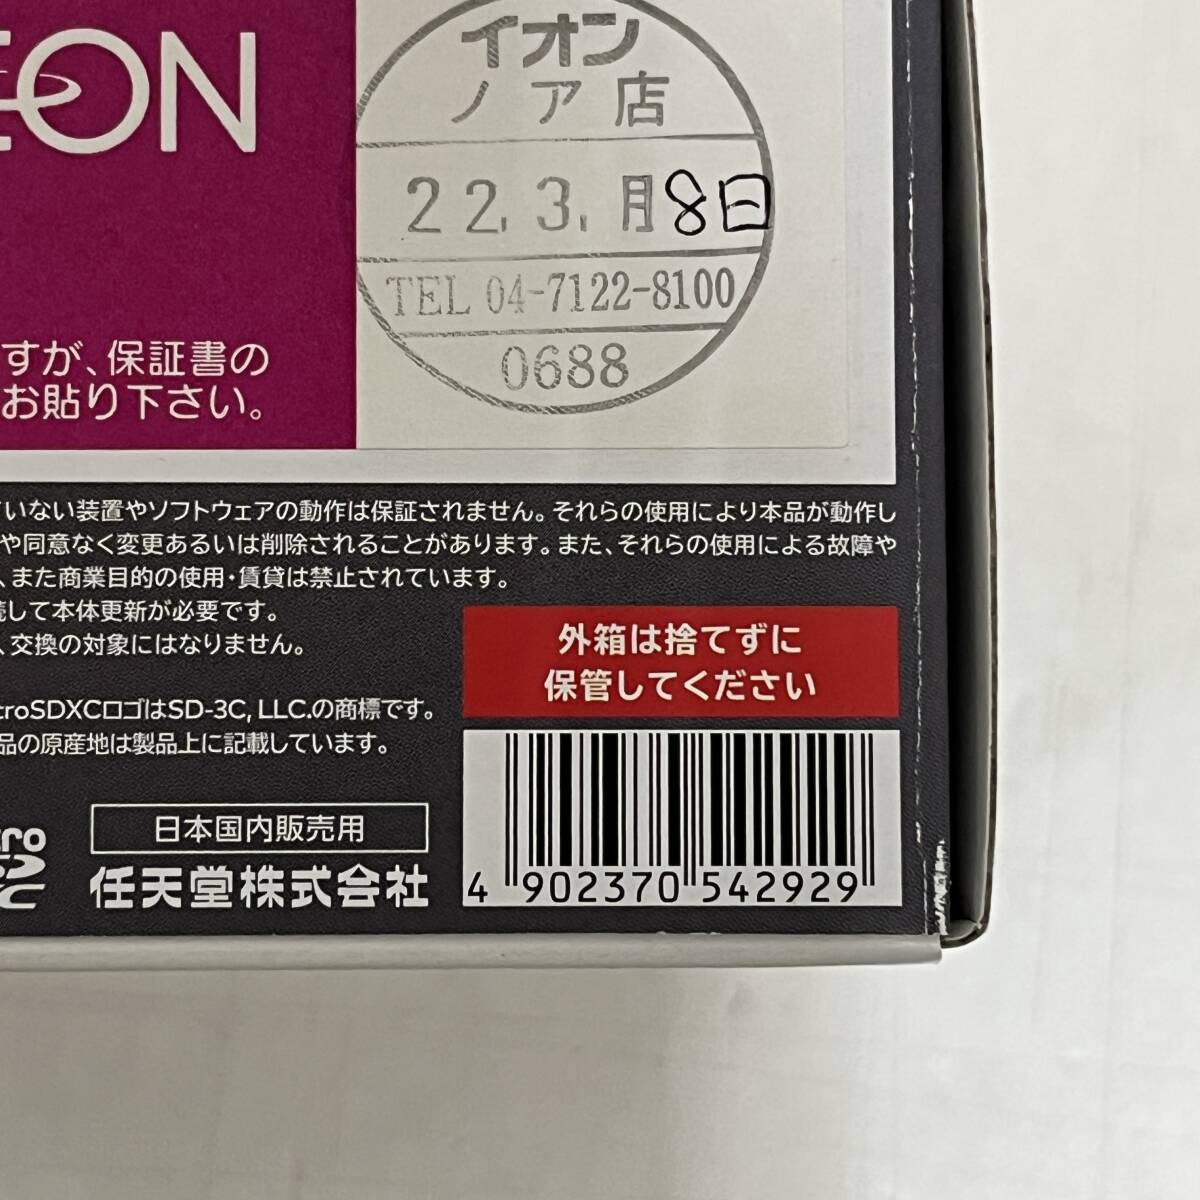 EON
イオン
ノア店
22.3.月8日
TEL 04-7122-8100
0688
すが、保証書の
お貼り下さい。
いない装置やソフトウェアの動作は保証されません。それらの使用により本品が動作し
や同意なく変更あるいは削除されることがあります。また、それらの使用による故障や
、また商業目的の使用・賃貸は禁止されています。
続して本体更新が必要です。
、交換の対象にはなりません。
外箱は捨てずに
保管してください
croSDXCロゴはSD-3C, LLC.の商標です。
品の原産地は製品上に記載しています。
cro
日本国内販売用
任天堂株式会社
4 902370 542929